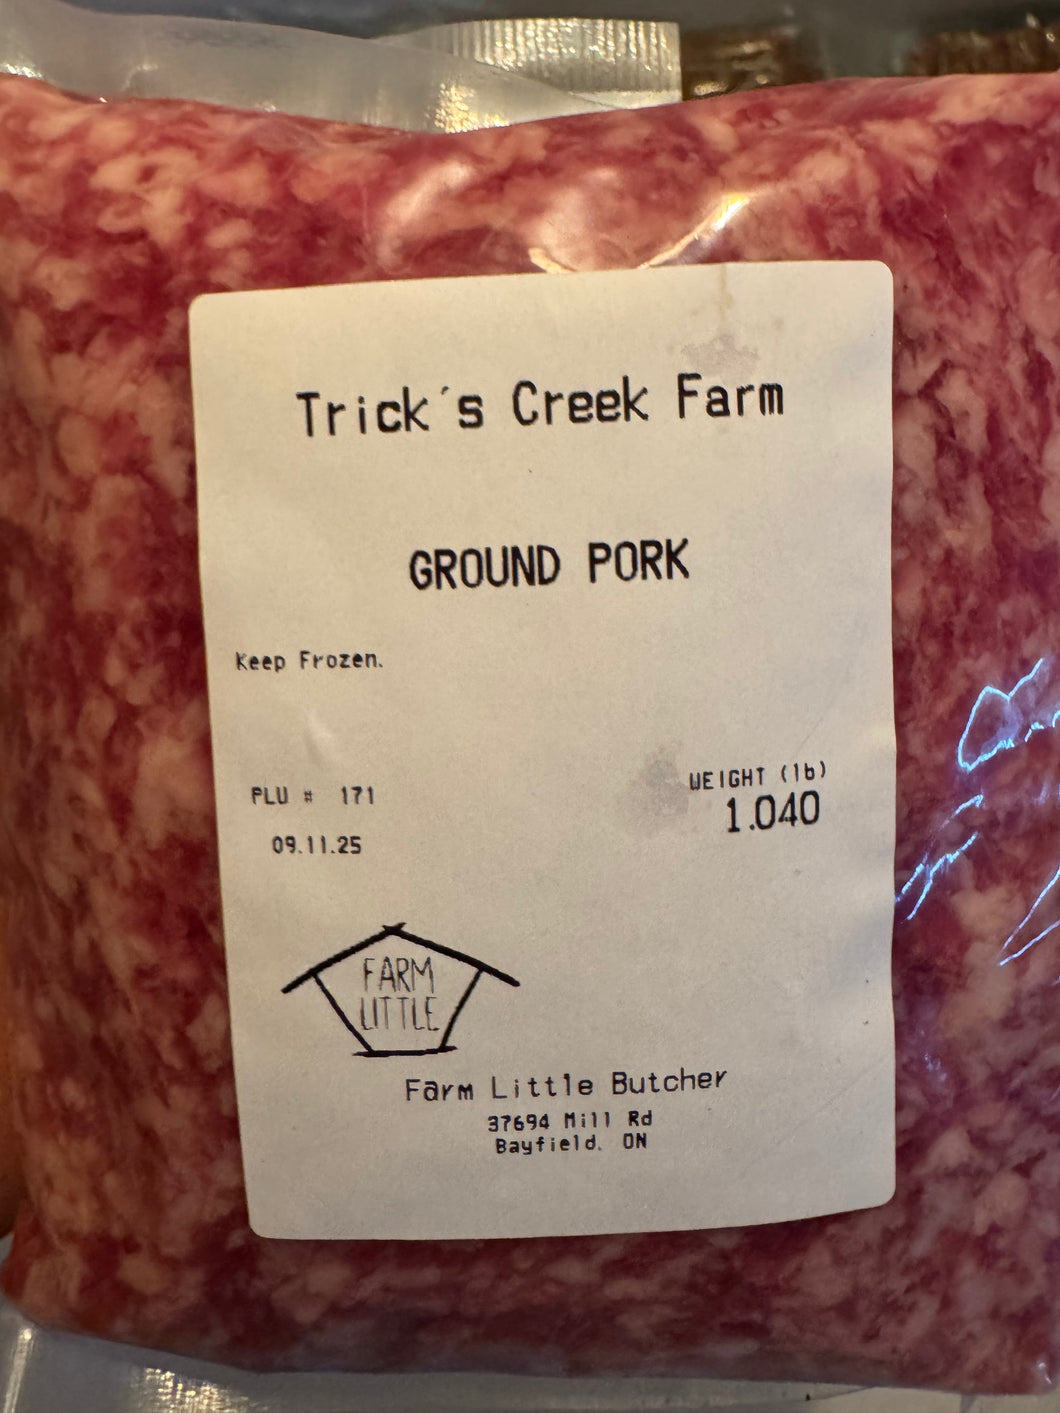 Trick´s Creek Farm
GROUND PORK
Keep Frozen.
PLU # 171
WEIGHT (lb)
1.040
09.11.25
FARM
LITTLE
Farm Little Butcher
37694 Mill Rd
Bayfield, ON